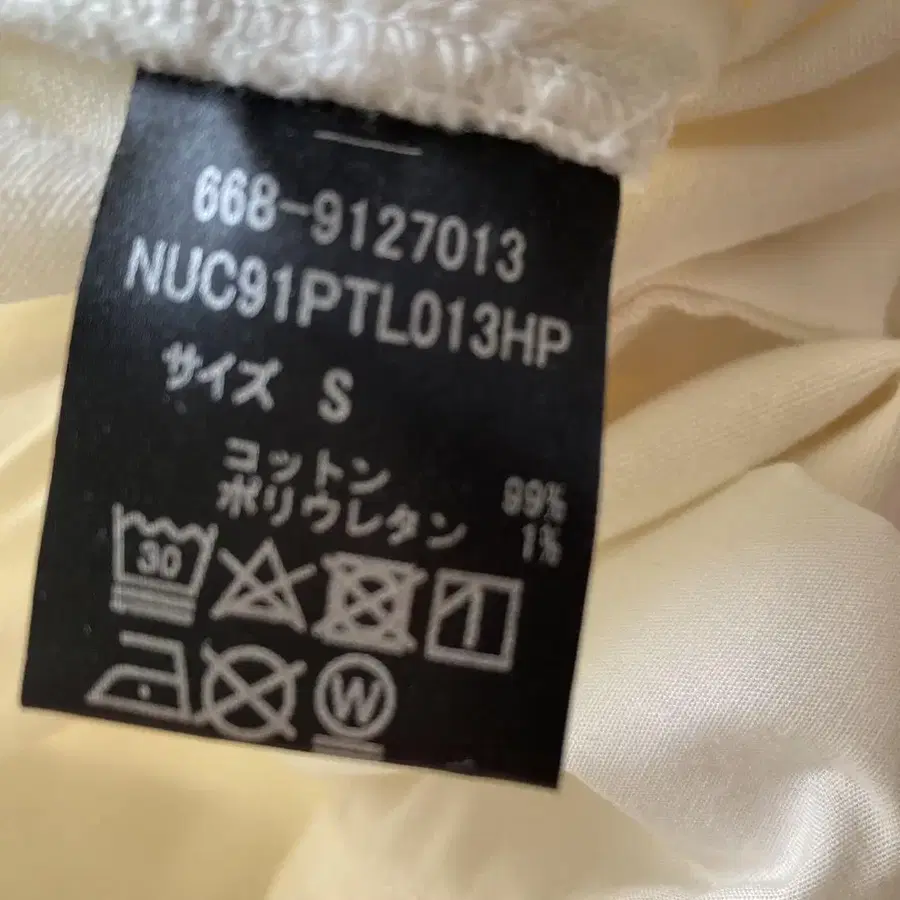 668-9127013
NUC91PTL013HP
サイズ S
コットン 99%
ポリウレタン 1%
30
W